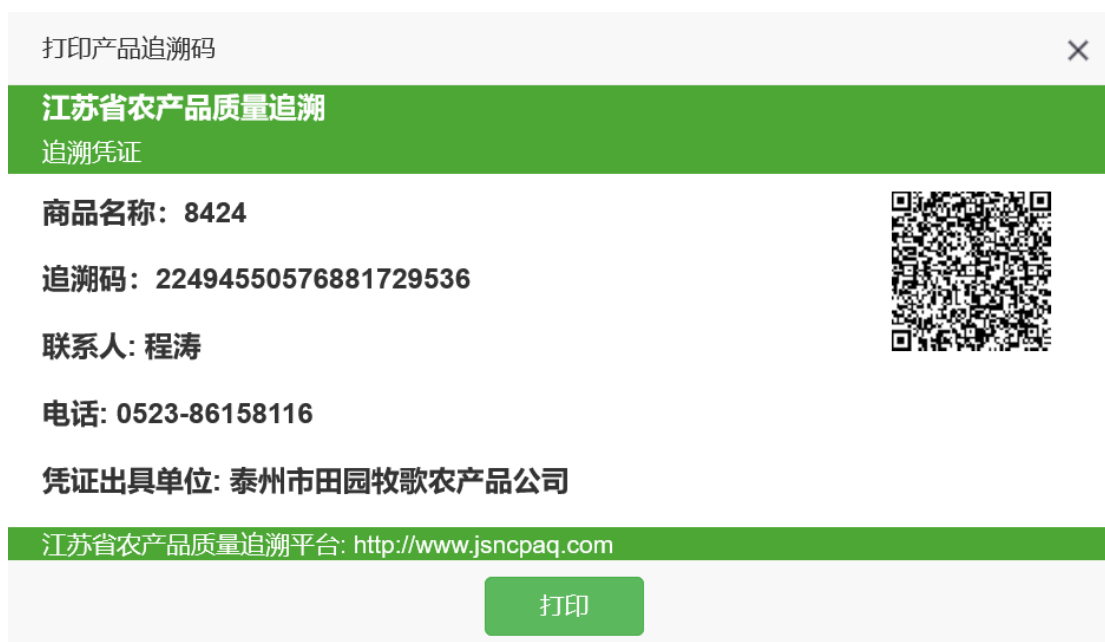 打印产品追溯码
江苏省农产品质量追溯
追溯凭证
商品名称：8424
追溯码：22494550576881729536
联系人: 程涛
电话: 0523-86158116
凭证出具单位: 泰州市田园牧歌农产品公司
江苏省农产品质量追溯平台: http://www.jsncpaq.com
打印